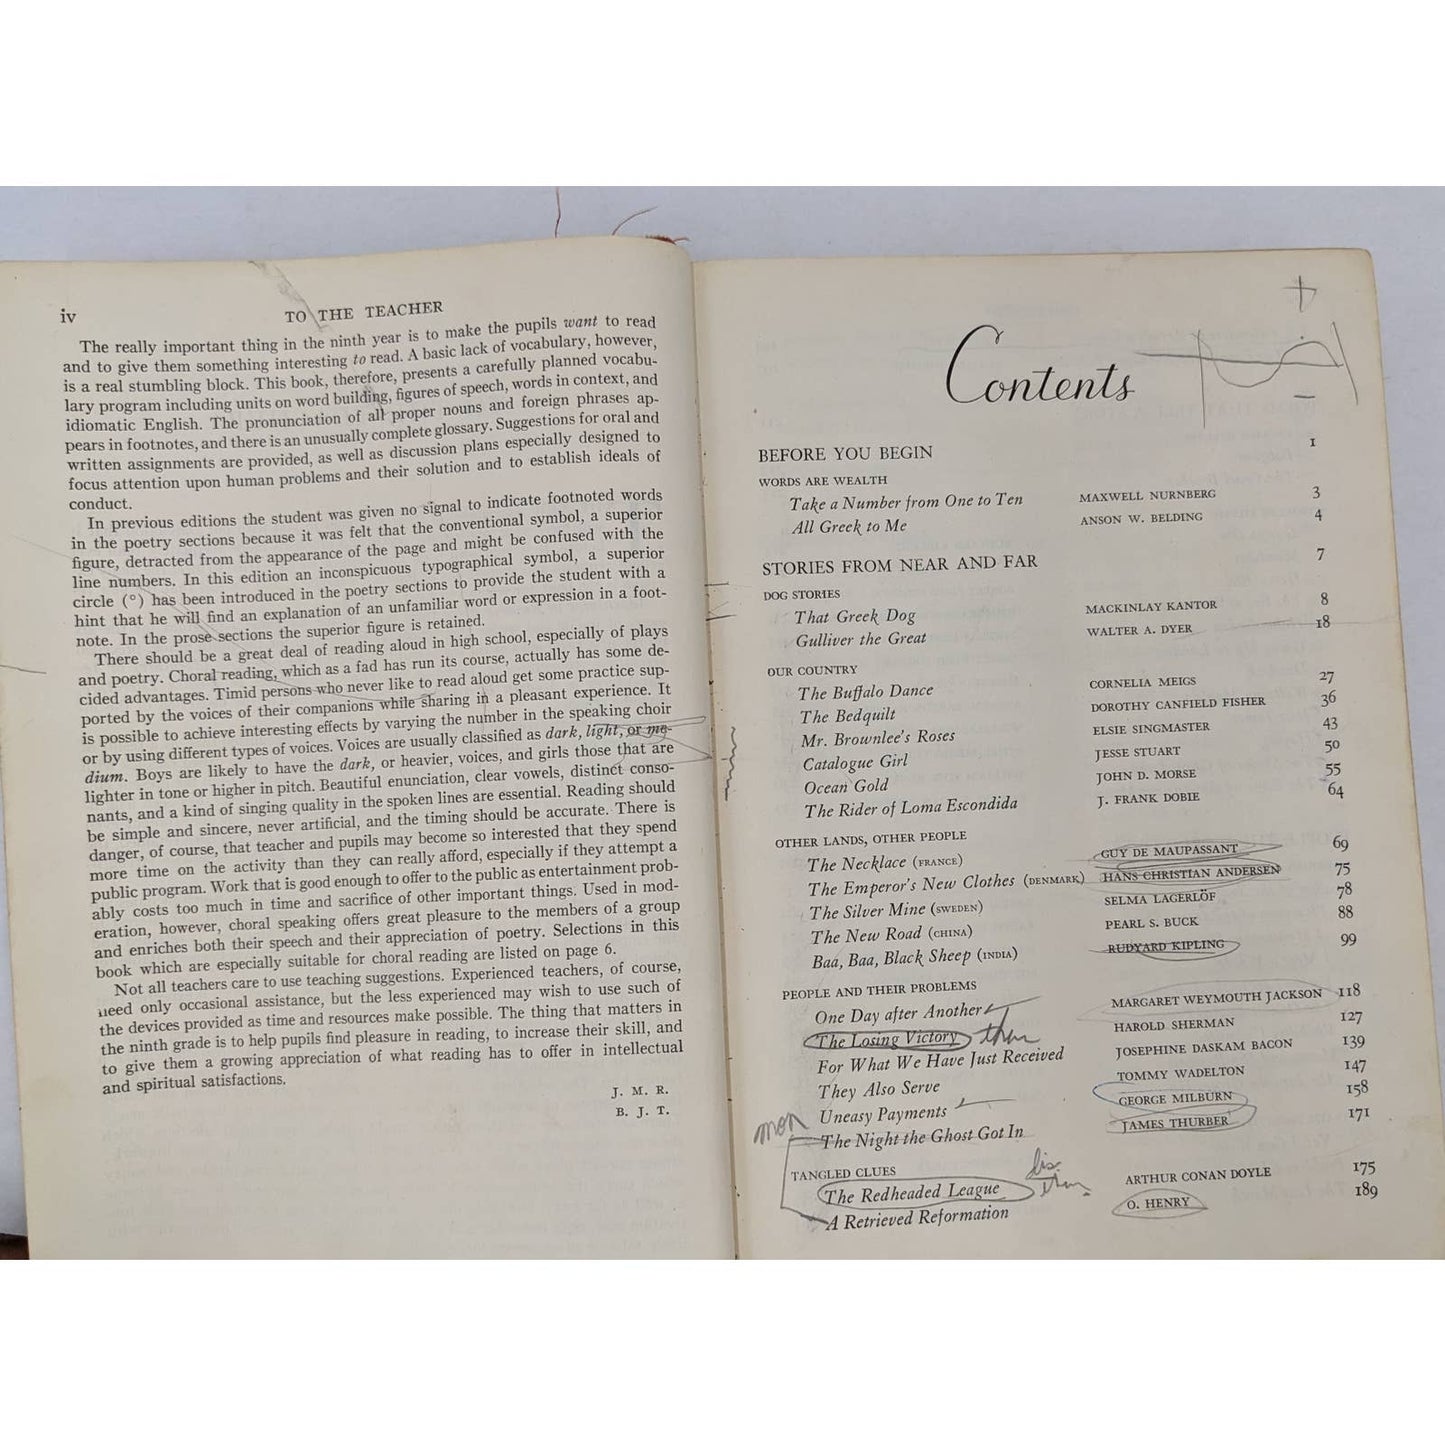 iv
TO THE TEACHER
The really important thing in the ninth year is to make the pupils want to read
and to give them something interesting to read. A basic lack of vocabulary, however,
is a real stumbling block. This book, therefore, presents a carefully planned vocabu-
lary program including units on word building, figures of speech, words in context, and
idiomatic English. The pronunciation of all proper nouns and foreign phrases ap-
pears in footnotes, and there is an unusually complete glossary. Suggestions for oral and
written assignments are provided, as well as discussion plans especially designed to
focus attention upon human problems and their solution and to establish ideals of
conduct.
In previous editions the student was given no signal to indicate footnoted words
in the poetry sections because it was felt that the conventional symbol, a superior
figure, detracted from the appearance of the page and might be confused with the
line numbers. In this edition an inconspicuous typographical symbol, a superior
circle (°) has been introduced in the poetry sections to provide the student with a
hint that he will find an explanation of an unfamiliar word or expression in a foot-
note. In the prose sections the superior figure is retained.
There should be a great deal of reading aloud in high school, especially of plays
and poetry. Choral reading, which as a fad has run its course, actually has some de-
cided advantages. Timid persons who never like to read aloud get some practice sup-
ported by the voices of their companions while sharing in a pleasant experience. It
is possible to achieve interesting effects by varying the number in the speaking choir
or by using different types of voices. Voices are usually classified as dark, light, or me-
dium. Boys are likely to have the dark, or heavier, voices, and girls those that are
lighter in tone or higher in pitch. Beautiful enunciation, clear vowels, distinct conso-
nants, and a kind of singing quality in the spoken lines are essential. Reading should
be simple and sincere, never artificial, and the timing should be accurate. There is
danger, of course, that teacher and pupils may become so interested that they spend
more time on the activity than they can really afford, especially if they attempt a
public program. Work that is good enough to offer to the public as entertainment prob-
ably costs too much in time and sacrifice of other important things. Used in mod-
eration, however, choral speaking offers great pleasure to the members of a group
and enriches both their speech and their appreciation of poetry. Selections in this
book which are especially suitable for choral reading are listed on page 6.
Not all teachers care to use teaching suggestions. Experienced teachers, of course,
need only occasional assistance, but the less experienced may wish to use such of
the devices provided as time and resources make possible. The thing that matters in
the ninth grade is to help pupils find pleasure in reading, to increase their skill, and
to give them a growing appreciation of what reading has to offer in intellectual
and spiritual satisfactions.
J. M. R.
B. J. T.
Contents
BEFORE YOU BEGIN 1
WORDS ARE WEALTH
Take a Number from One to Ten MAXWELL NURNBERG 3
All Greek to Me ANSON W. BELDING 4
STORIES FROM NEAR AND FAR 7
DOG STORIES
That Greek Dog MACKINLAY KANTOR 8
Gulliver the Great WALTER A. DYER 18
OUR COUNTRY
The Buffalo Dance CORNELIA MEIGS 27
The Bedquilt DOROTHY CANFIELD FISHER 36
Mr. Brownlee's Roses ELSIE SINGMASTER 43
Catalogue Girl JESSE STUART 50
Ocean Gold JOHN D. MORSE 55
The Rider of Loma Escondida J. FRANK DOBIE 64
OTHER LANDS, OTHER PEOPLE
The Necklace (FRANCE) GUY DE MAUPASSANT 69
The Emperor's New Clothes (DENMARK) HANS CHRISTIAN ANDERSEN 75
The Silver Mine (SWEDEN) SELMA LAGERLÖF 78
The New Road (CHINA) PEARL S. BUCK 88
Baa, Baa, Black Sheep (INDIA) RUDYARD KIPLING 99
PEOPLE AND THEIR PROBLEMS
One Day after Another MARGARET WEYMOUTH JACKSON 118
The Losing Victory HAROLD SHERMAN 127
For What We Have Just Received JOSEPHINE DASKAM BACON 139
They Also Serve TOMMY WADELTON 147
Uneasy Payments GEORGE MILBURN 158
mon
The Night the Ghost Got In JAMES THURBER 171
TANGLED CLUES
The Redheaded League ARTHUR CONAN DOYLE 175
A Retrieved Reformation O. HENRY 189